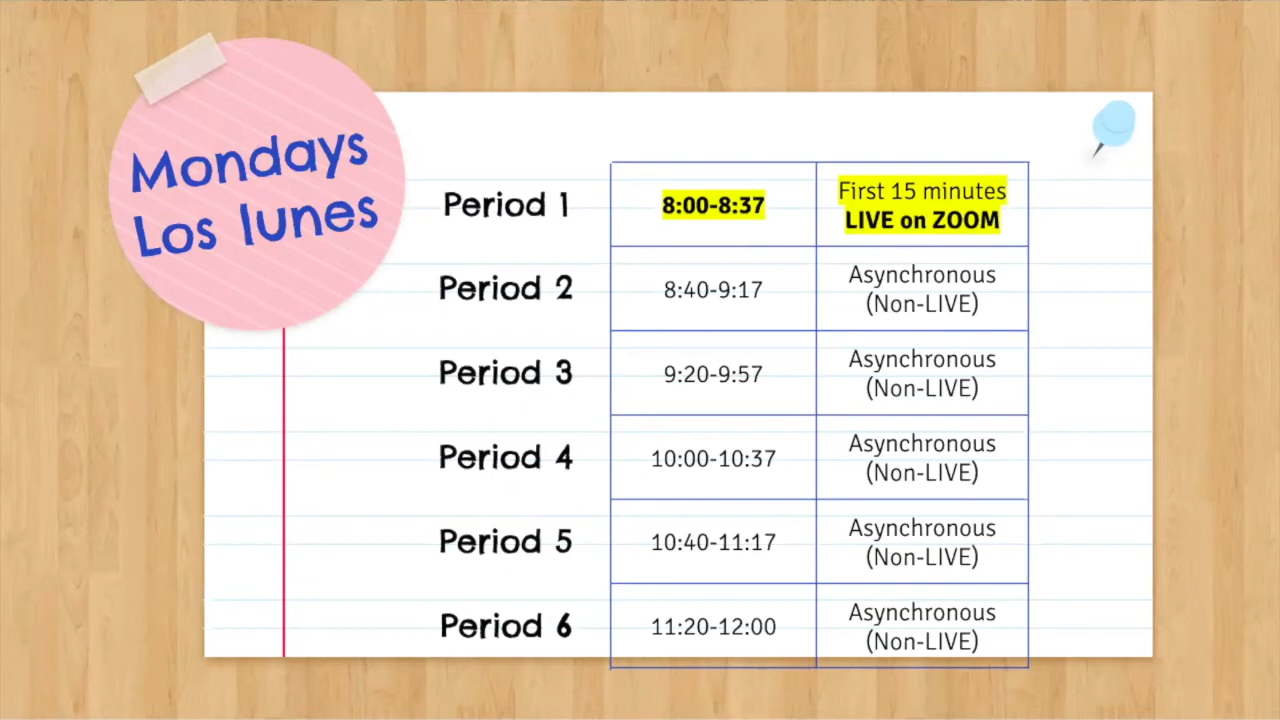 Mondays
Los lunes
Period 1
8:00-8:37
First 15 minutes
LIVE on ZOOM
Period 2
8:40-9:17
Asynchronous
(Non-LIVE)
Period 3
9:20-9:57
Asynchronous
(Non-LIVE)
Period 4
10:00-10:37
Asynchronous
(Non-LIVE)
Period 5
10:40-11:17
Asynchronous
(Non-LIVE)
Period 6
11:20-12:00
Asynchronous
(Non-LIVE)